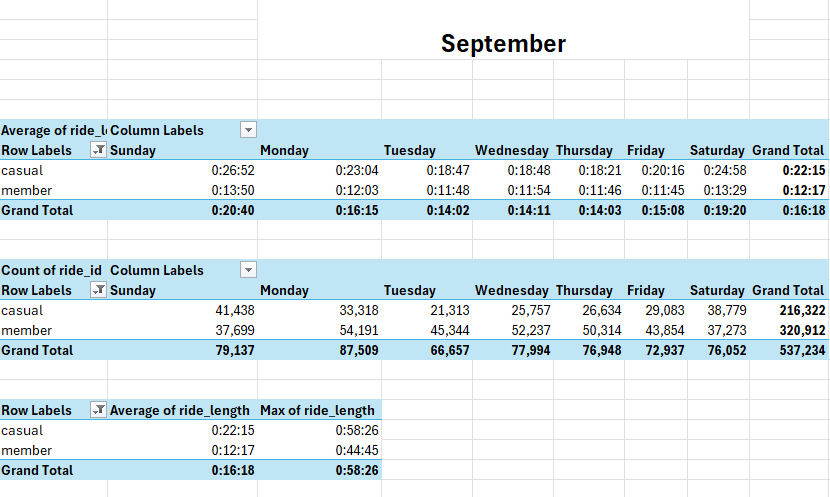 September
Average of ride_l Column Labels
Row Labels Sunday Monday Tuesday Wednesday Thursday Friday Saturday Grand Total
casual 0:26:52 0:23:04 0:18:47 0:18:48 0:18:21 0:20:16 0:24:58 0:22:15
member 0:13:50 0:12:03 0:11:48 0:11:54 0:11:46 0:11:45 0:13:29 0:12:17
Grand Total 0:20:40 0:16:15 0:14:02 0:14:11 0:14:03 0:15:08 0:19:20 0:16:18
Count of ride_id Column Labels
Row Labels Sunday Monday Tuesday Wednesday Thursday Friday Saturday Grand Total
casual 41,438 33,318 21,313 25,757 26,634 29,083 38,779 216,322
member 37,699 54,191 45,344 52,237 50,314 43,854 37,273 320,912
Grand Total 79,137 87,509 66,657 77,994 76,948 72,937 76,052 537,234
Row Labels Average of ride_length Max of ride_length
casual 0:22:15 0:58:26
member 0:12:17 0:44:45
Grand Total 0:16:18 0:58:26